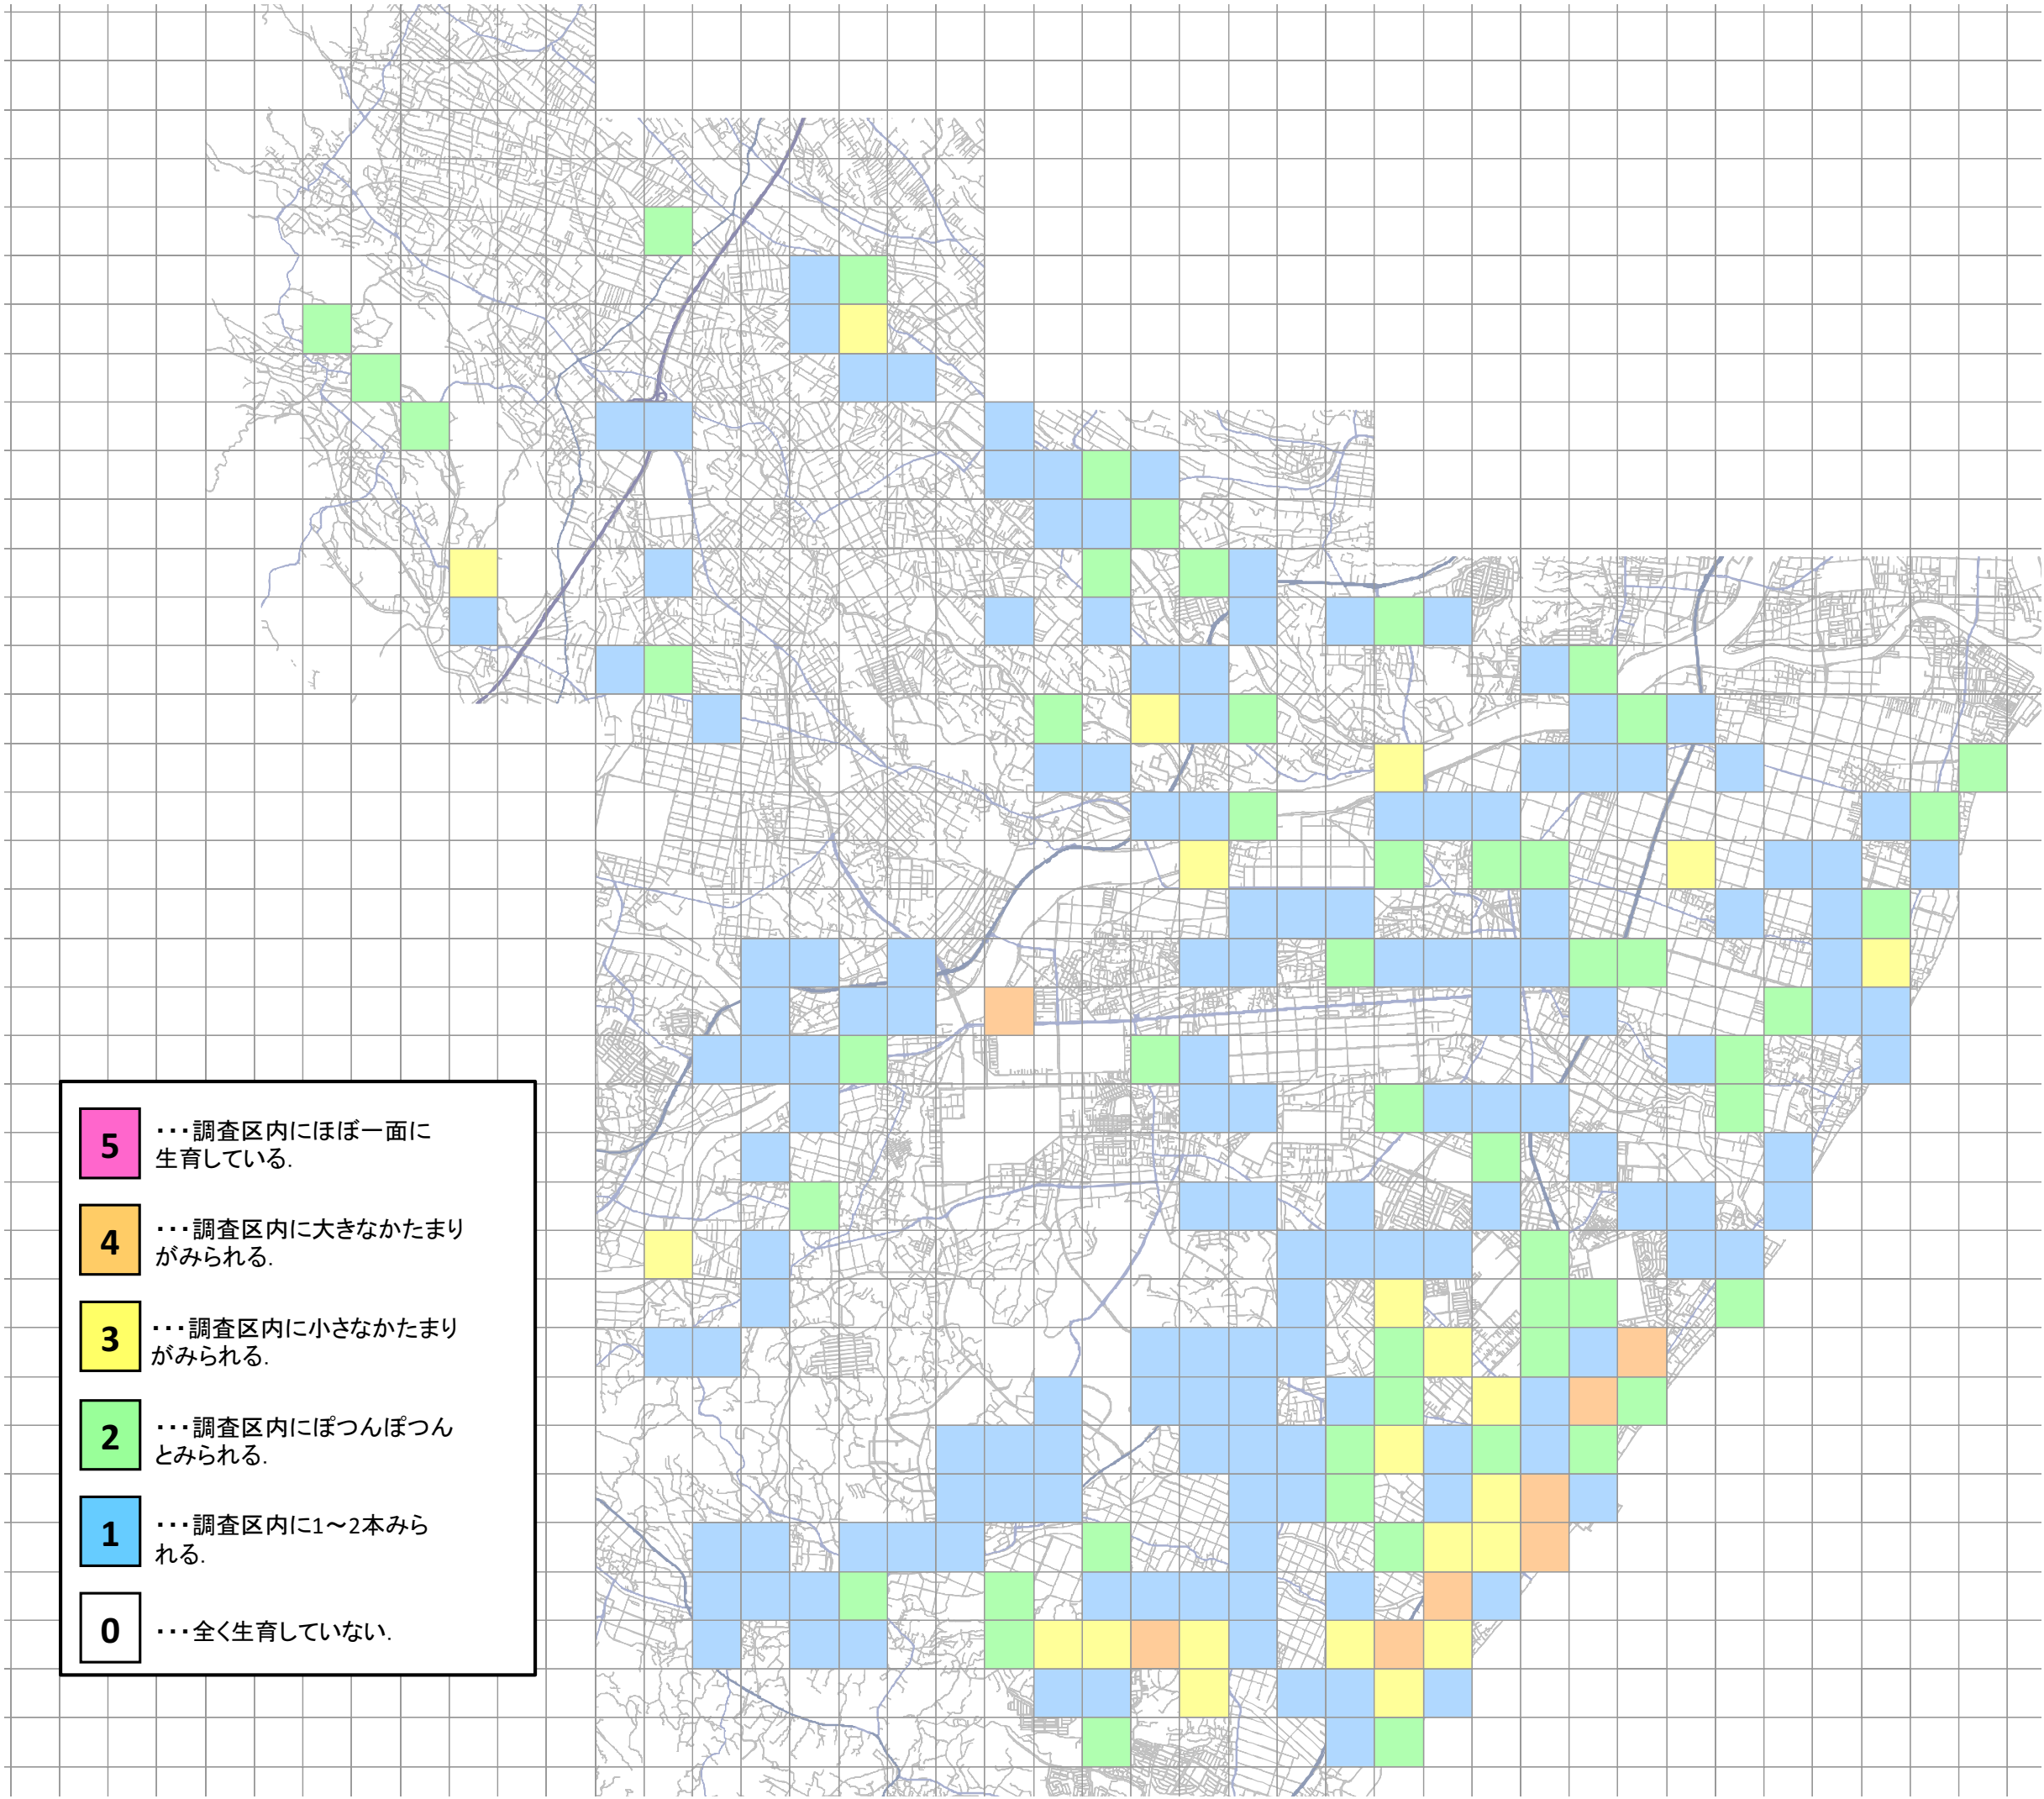 5 ・・・調査区内にほぼ一面に
生育している.
4 ・・・調査区内に大きなかたまり
がみられる.
3 ・・・調査区内に小さなかたまり
がみられる.
2 ・・・調査区内にぽつんぽつん
とみられる.
1 ・・・調査区内に1～2本みら
れる.
0 ・・・全く生育していない.